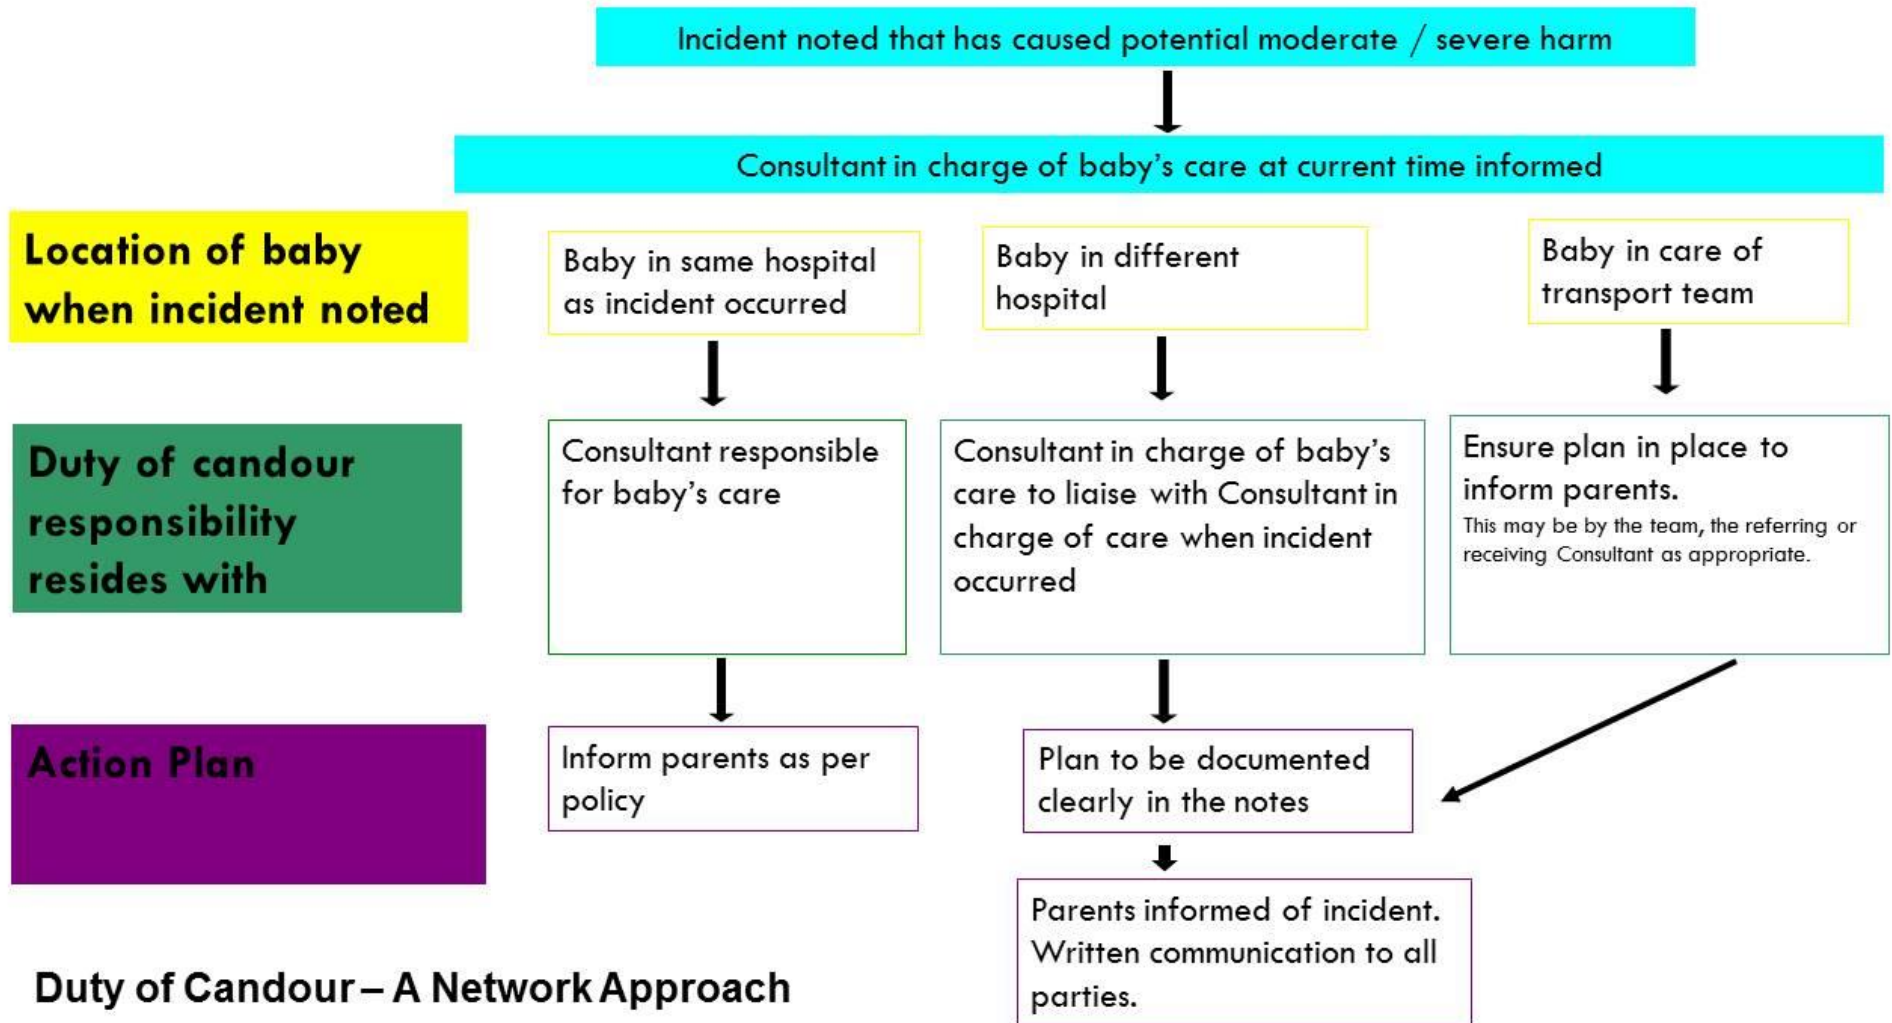 Incident noted that has caused potential moderate / severe harm
Consultant in charge of baby's care at current time informed
Location of baby
when incident noted
Baby in same hospital
as incident occurred
Baby in different
hospital
Baby in care of
transport team
Duty of candour
responsibility
resides with
Consultant responsible
for baby's care
Consultant in charge of baby's
care to liaise with Consultant in
charge of care when incident
occurred
Ensure plan in place to
inform parents.
This may be by the team, the referring or
receiving Consultant as appropriate.
Action Plan
Inform parents as per
policy
Plan to be documented
clearly in the notes
Parents informed of incident.
Written communication to all
parties.
Duty of Candour – A Network Approach